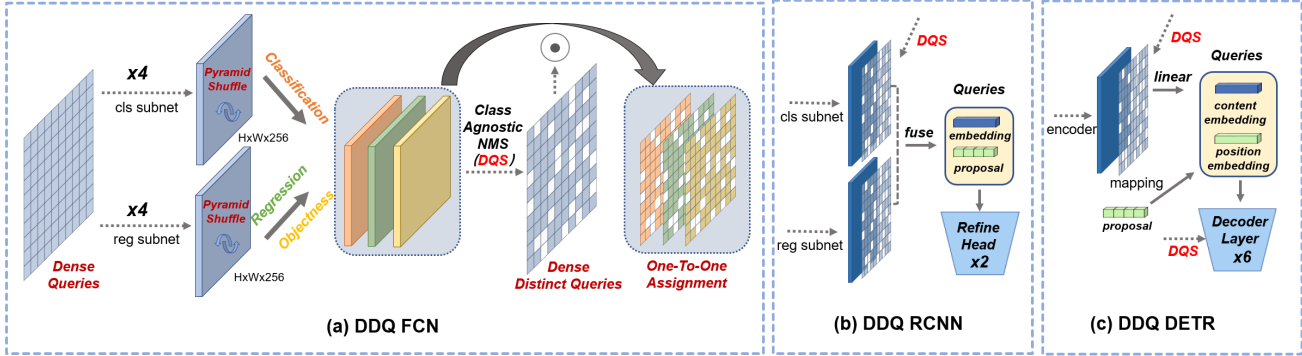 x4
cls subnet
Pyramid
Shuffle
HxWx256
Classification
Dense
Queries
x4
reg subnet
Pyramid
Shuffle
HxWx256
Regression
Objectness
Class
Agnostic
NMS
(DQS)
Dense
Distinct Queries
One-To-One
Assignment
(a) DDQ FCN
DQS
cls subnet
reg subnet
fuse
Queries
embedding
proposal
Refine
Head
x2
(b) DDQ RCNN
DQS
encoder
linear
Queries
content
embedding
position
embedding
mapping
proposal
DQS
Decoder
Layer
x6
(c) DDQ DETR